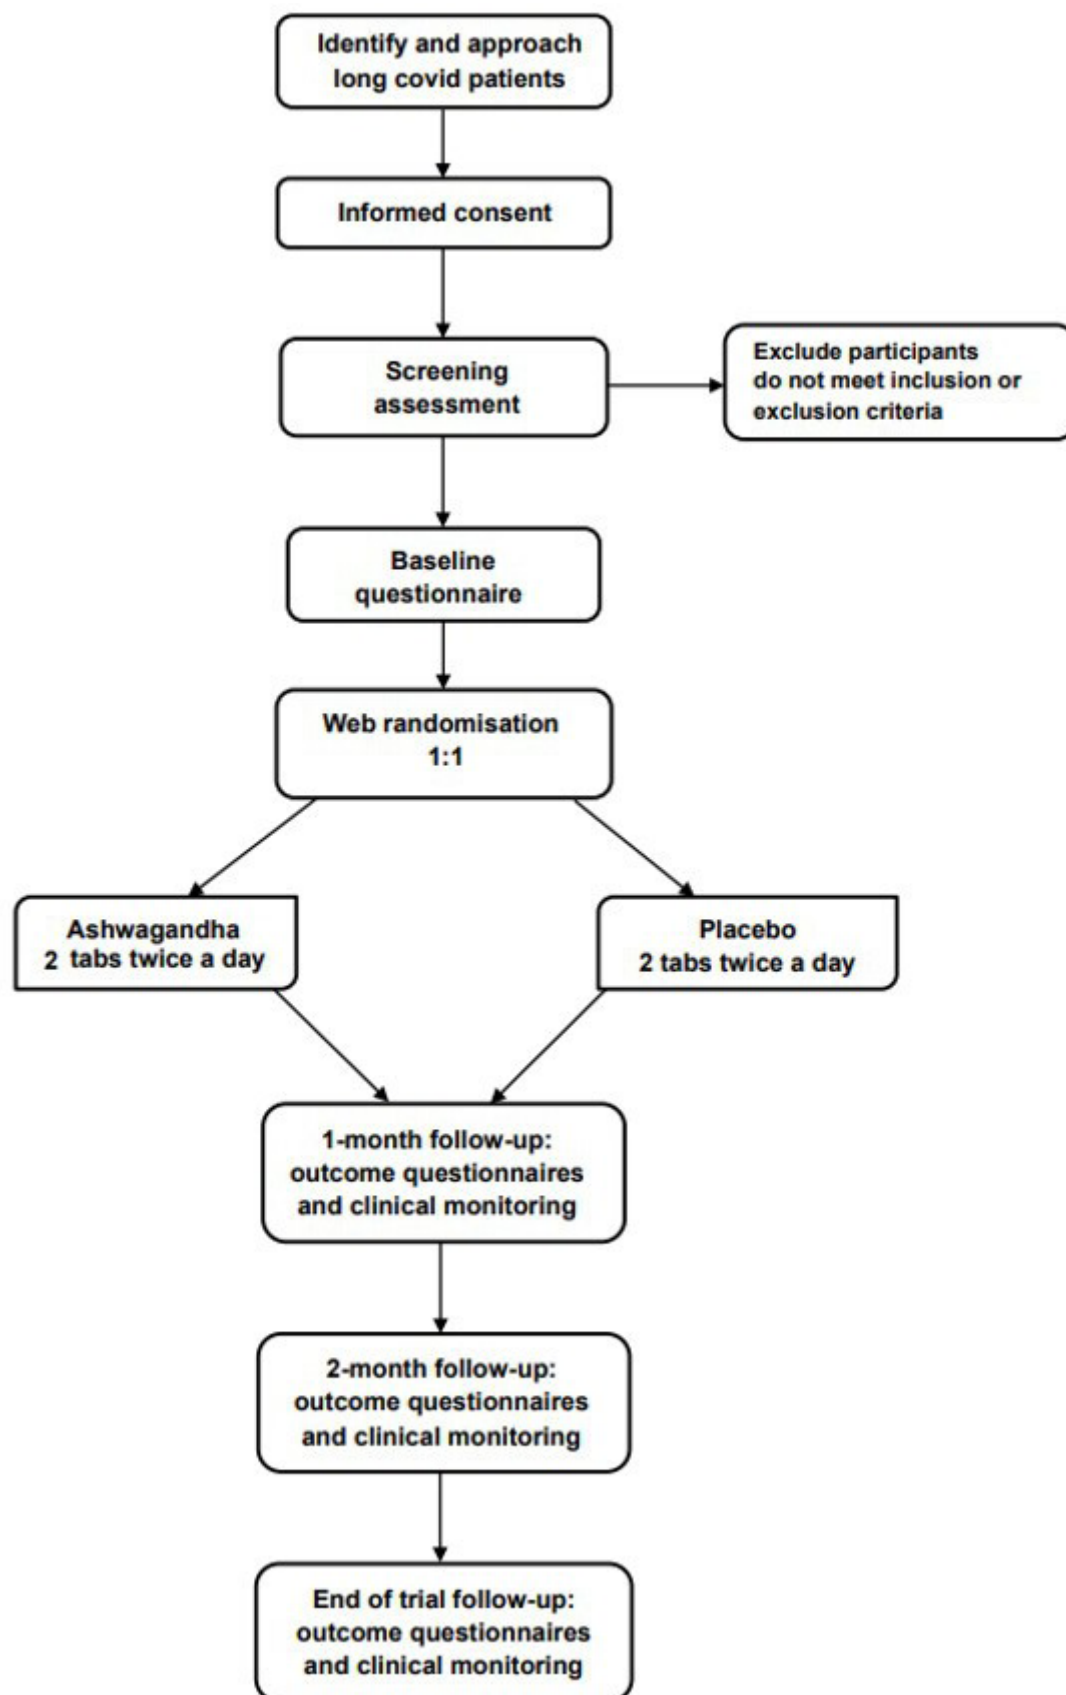 Identify and approach
long covid patients
Informed consent
Screening
assessment
Exclude participants
do not meet inclusion or
exclusion criteria
Baseline
questionnaire
Web randomisation
1:1
Ashwagandha
2 tabs twice a day
Placebo
2 tabs twice a day
1-month follow-up:
outcome questionnaires
and clinical monitoring
2-month follow-up:
outcome questionnaires
and clinical monitoring
End of trial follow-up:
outcome questionnaires
and clinical monitoring